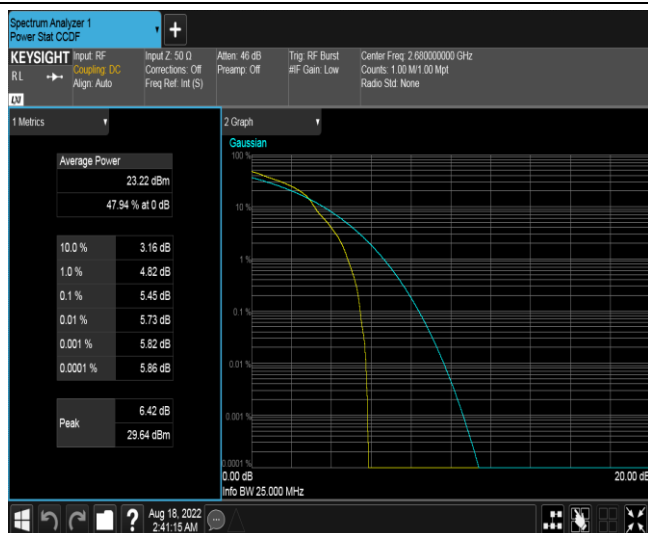 Spectrum Analyzer 1
Power Stat CCDF
+
KEYSIGHT
RL
LXI
Input: RF
Coupling: DC
Align: Auto
Input Z: 50 Ω
Corrections: Off
Freq Ref: Int (S)
Atten: 46 dB
Preamp: Off
Trig: RF Burst
#IF Gain: Low
Center Freq: 2.680000000 GHz
Counts: 1.00 M/1.00 Mpt
Radio Std: None
1 Metrics
Average Power
23.22 dBm
47.94 % at 0 dB
10.0 % 3.16 dB
1.0 % 4.82 dB
0.1 % 5.45 dB
0.01 % 5.73 dB
0.001 % 5.82 dB
0.0001 % 5.86 dB
Peak
6.42 dB
29.64 dBm
2 Graph
Gaussian
100 %
10 %
1 %
0.1 %
0.01 %
0.001 %
0.0001 %
0.00 dB 20.00 dB
Info BW 25.000 MHz
?
Aug 18, 2022
2:41:15 AM